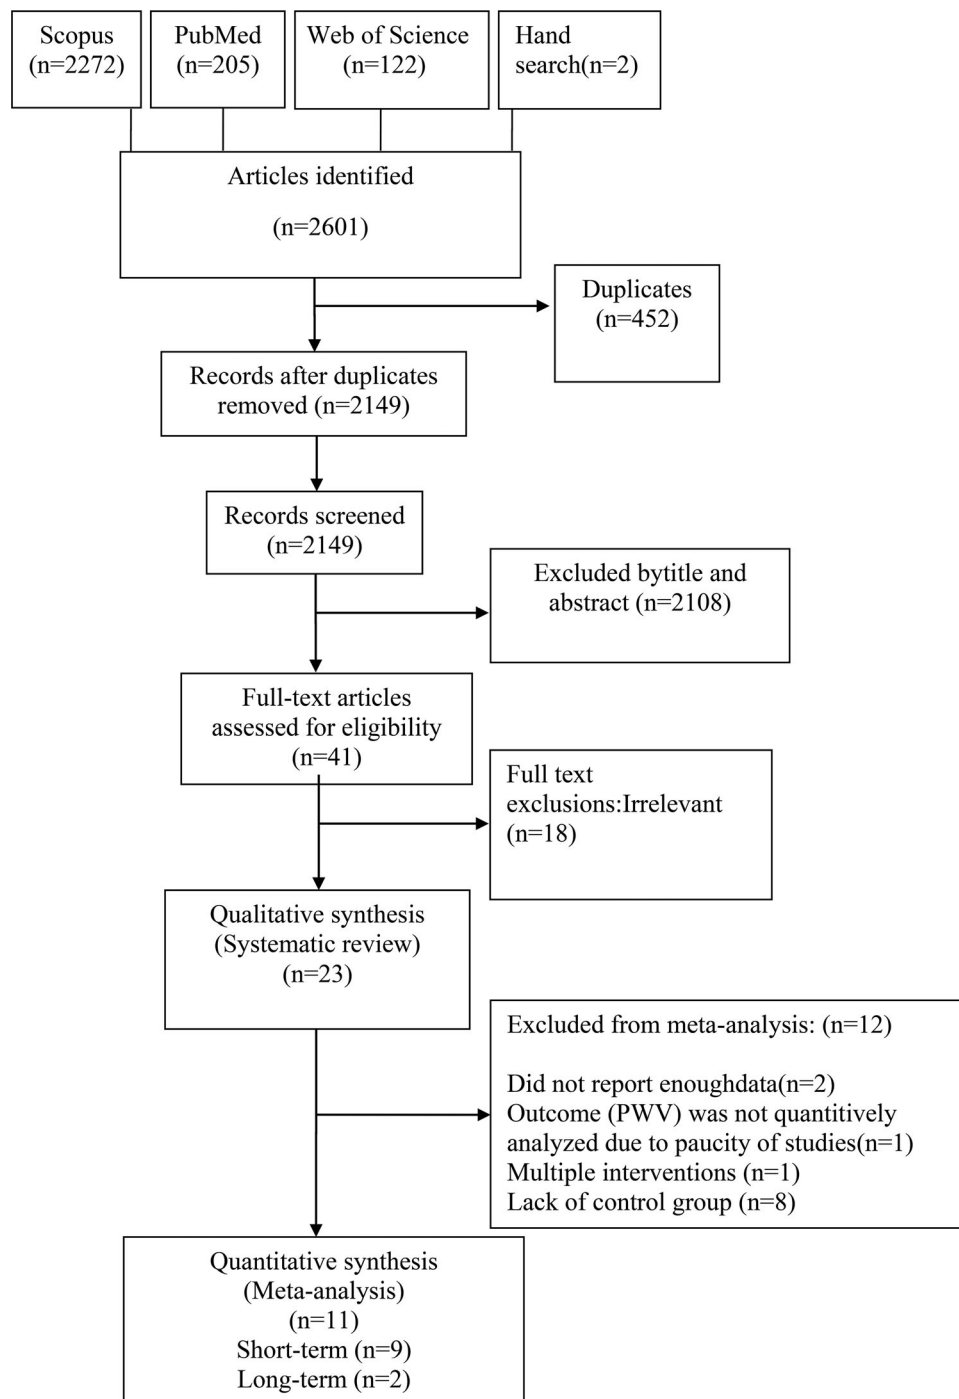 Scopus
(n=2272)
PubMed
(n=205)
Web of Science
(n=122)
Hand
search(n=2)
Articles identified
(n=2601)
Duplicates
(n=452)
Records after duplicates
removed (n=2149)
Records screened
(n=2149)
Excluded bytitle and
abstract (n=2108)
Full-text articles
assessed for eligibility
(n=41)
Full text
exclusions:Irrelevant
(n=18)
Qualitative synthesis
(Systematic review)
(n=23)
Excluded from meta-analysis: (n=12)
Did not report enoughdata(n=2)
Outcome (PWV) was not quantitively
analyzed due to paucity of studies(n=1)
Multiple interventions (n=1)
Lack of control group (n=8)
Quantitative synthesis
(Meta-analysis)
(n=11)
Short-term (n=9)
Long-term (n=2)